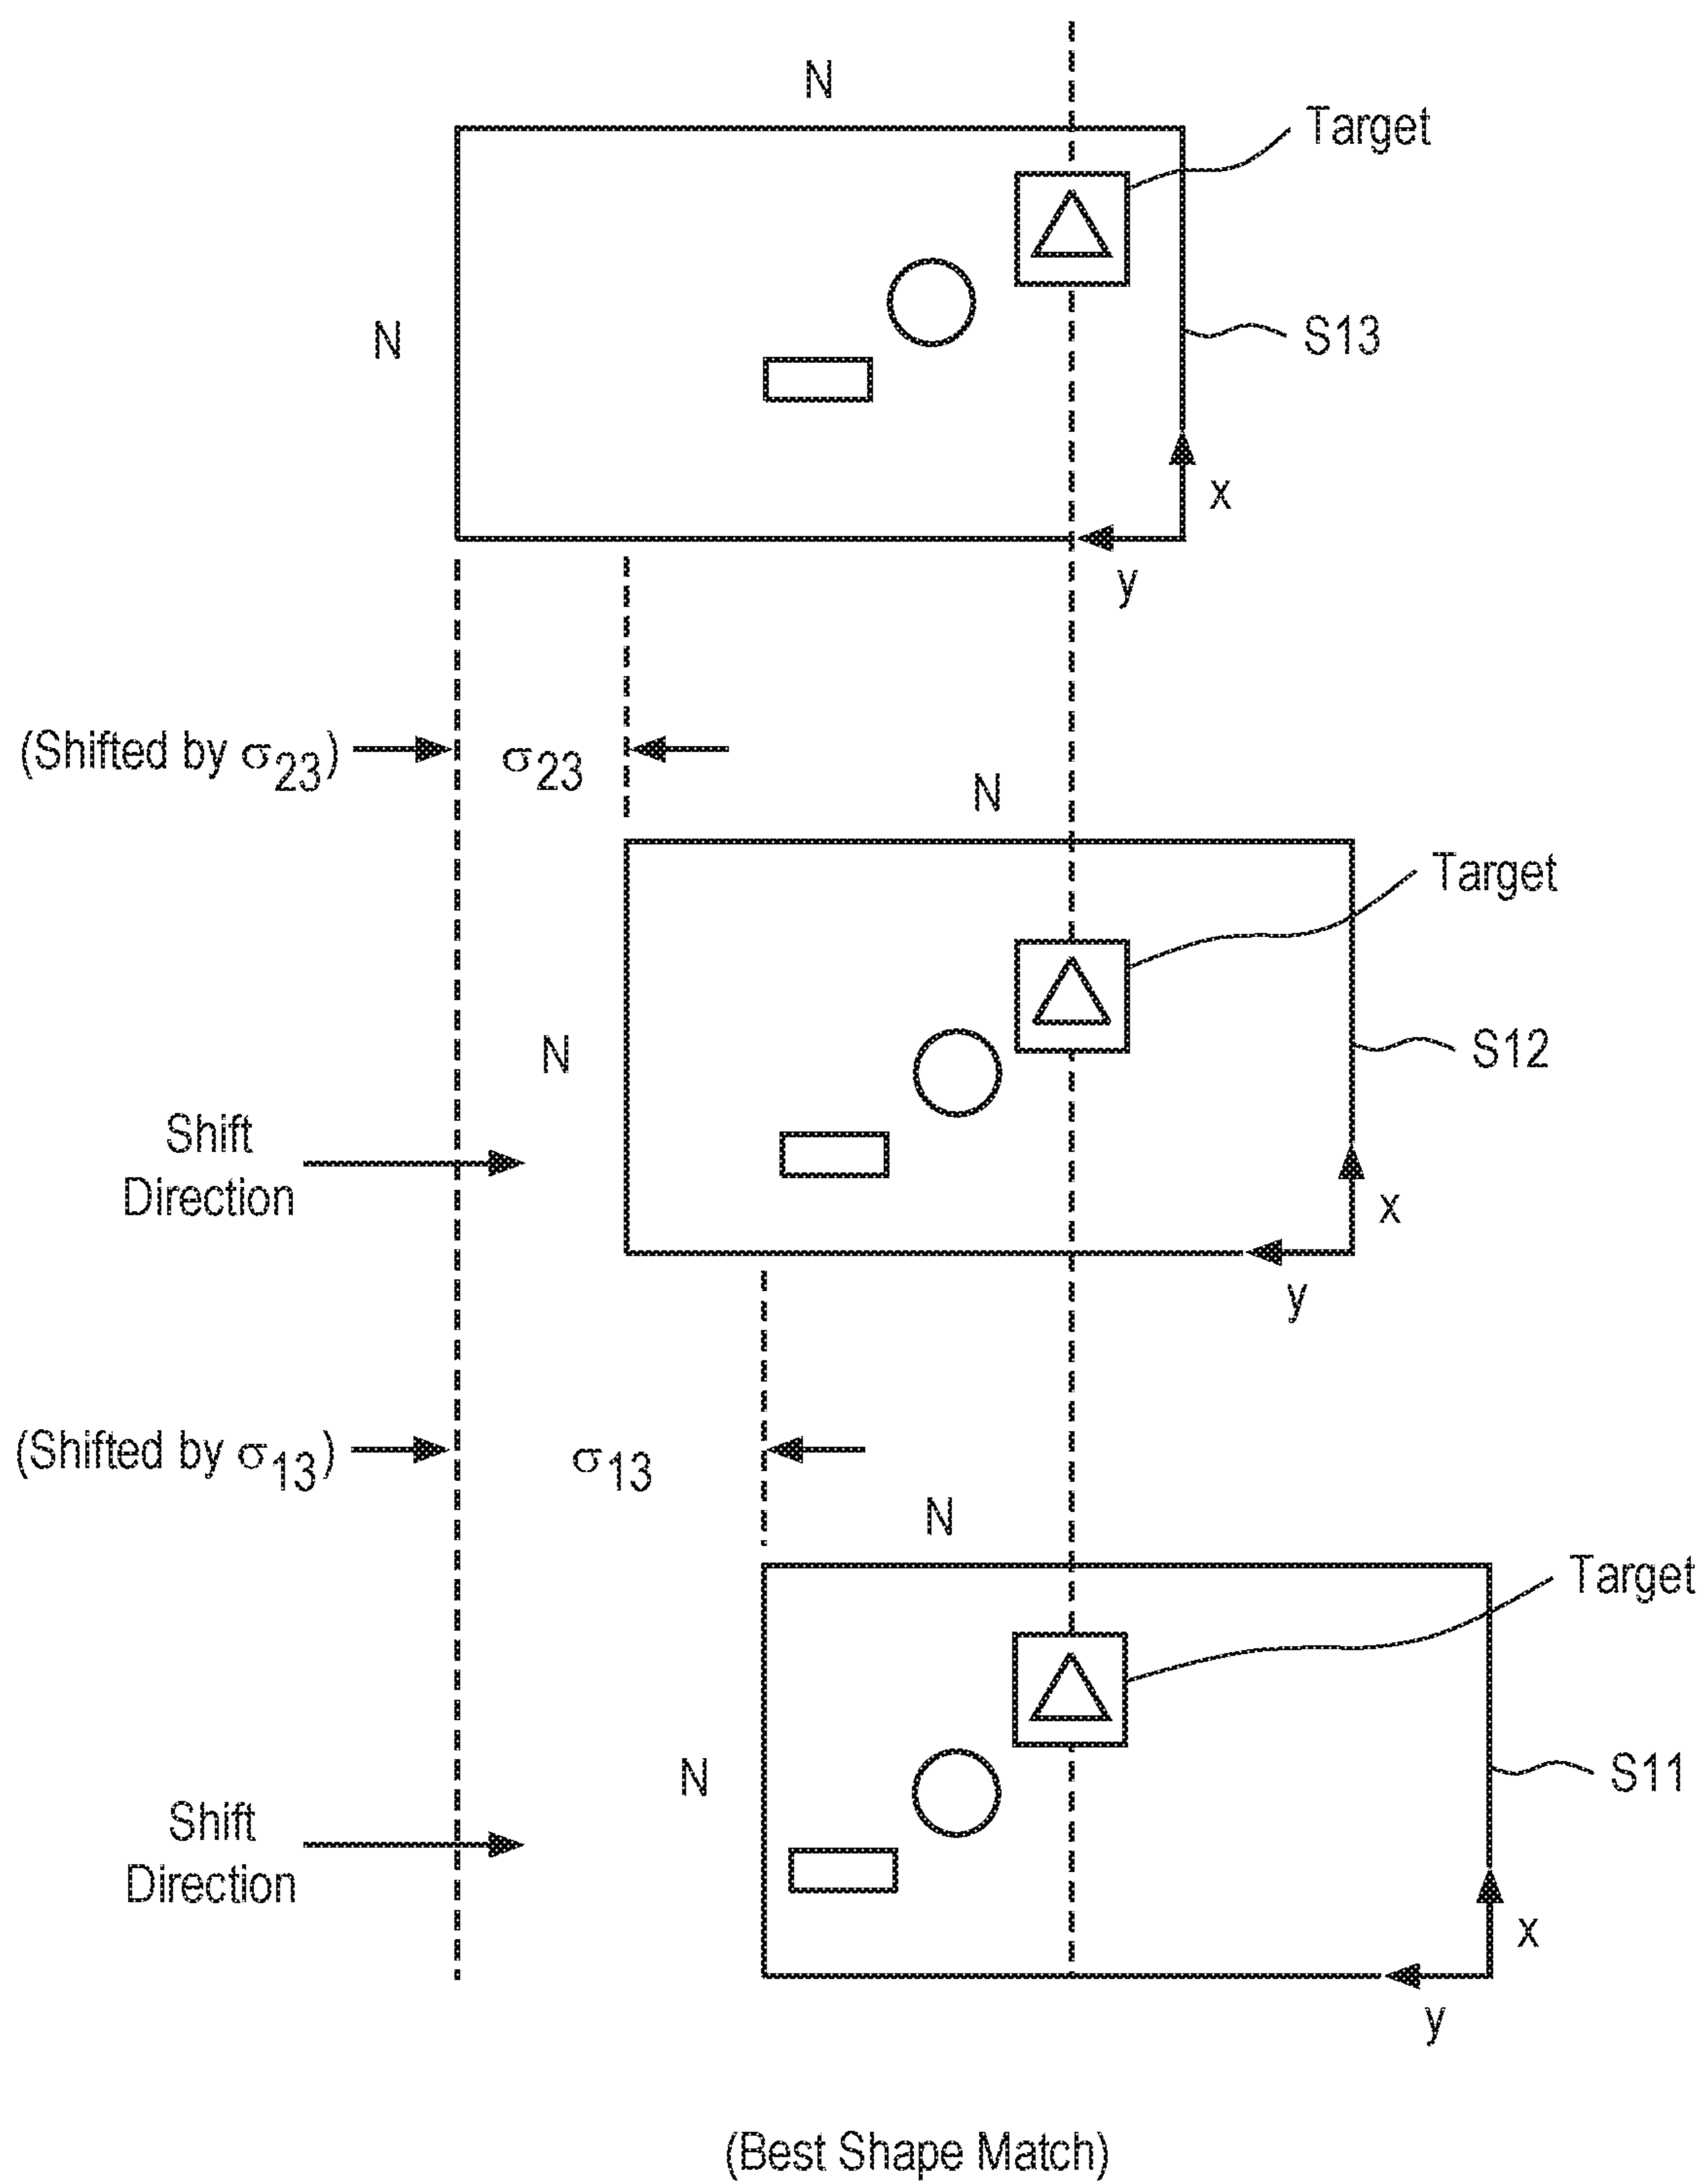 N
Target
N
S13
x
y
(Shifted by σ23)
σ23
N
Target
N
S12
Shift
Direction
x
y
(Shifted by σ13)
σ13
N
Target
N
S11
Shift
Direction
x
y
(Best Shape Match)